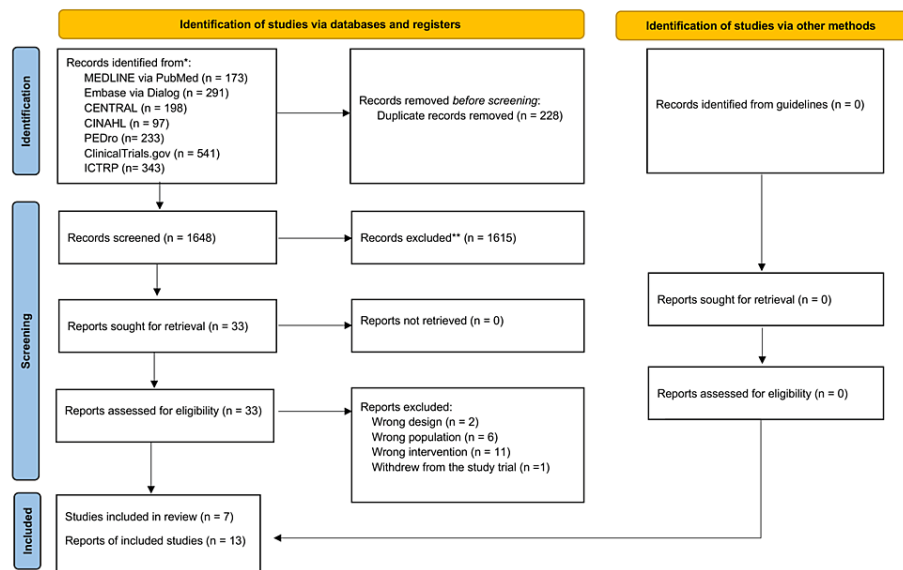 Identification of studies via databases and registers
Identification of studies via other methods
Identification
Records identified from*:
MEDLINE via PubMed (n = 173)
Embase via Dialog (n = 291)
CENTRAL (n = 198)
CINAHL (n = 97)
PEDro (n = 233)
ClinicalTrials.gov (n = 541)
ICTRP (n= 343)
Records removed before screening:
Duplicate records removed (n = 228)
Records identified from guidelines (n = 0)
Screening
Records screened (n = 1648)
Records excluded** (n = 1615)
Reports sought for retrieval (n = 33)
Reports not retrieved (n = 0)
Records sought for retrieval (n = 0)
Reports assessed for eligibility (n = 33)
Reports excluded:
Wrong design (n = 2)
Wrong population (n = 6)
Wrong intervention (n = 11)
Withdrew from the study trial (n =1)
Reports assessed for eligibility (n = 0)
Included
Studies included in review (n = 7)
Reports of included studies (n = 13)